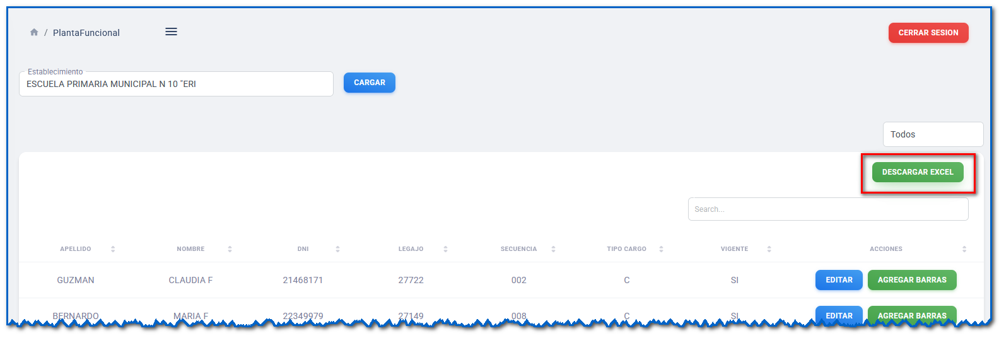 / PlantaFuncional
CERRAR SESION
Establecimiento
ESCUELA PRIMARIA MUNICIPAL N 10 "ERI
CARGAR
Todos
DESCARGAR EXCEL
Search...
APELLIDO NOMBRE DNI LEGAJO SECUENCIA TIPO CARGO VIGENTE ACCIONES
GUZMAN CLAUDIA F 21468171 27722 002 C SI EDITAR AGREGAR BARRAS
BERNARDO MARIA F 22349979 27149 008 C SI EDITAR AGREGAR BARRAS